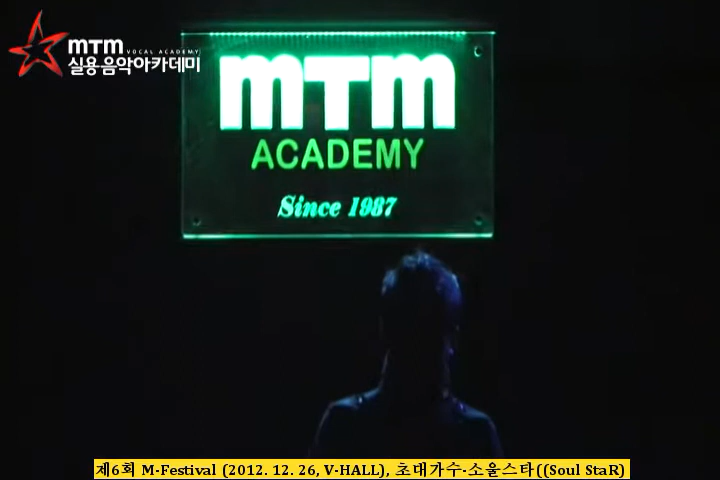 mTm
VOCAL ACADEMY
실용음악아카데미
mTm
ACADEMY
Since 1987
제6회 M-Festival (2012. 12. 26, V-HALL), 초대가수-소울스타((Soul StaR)